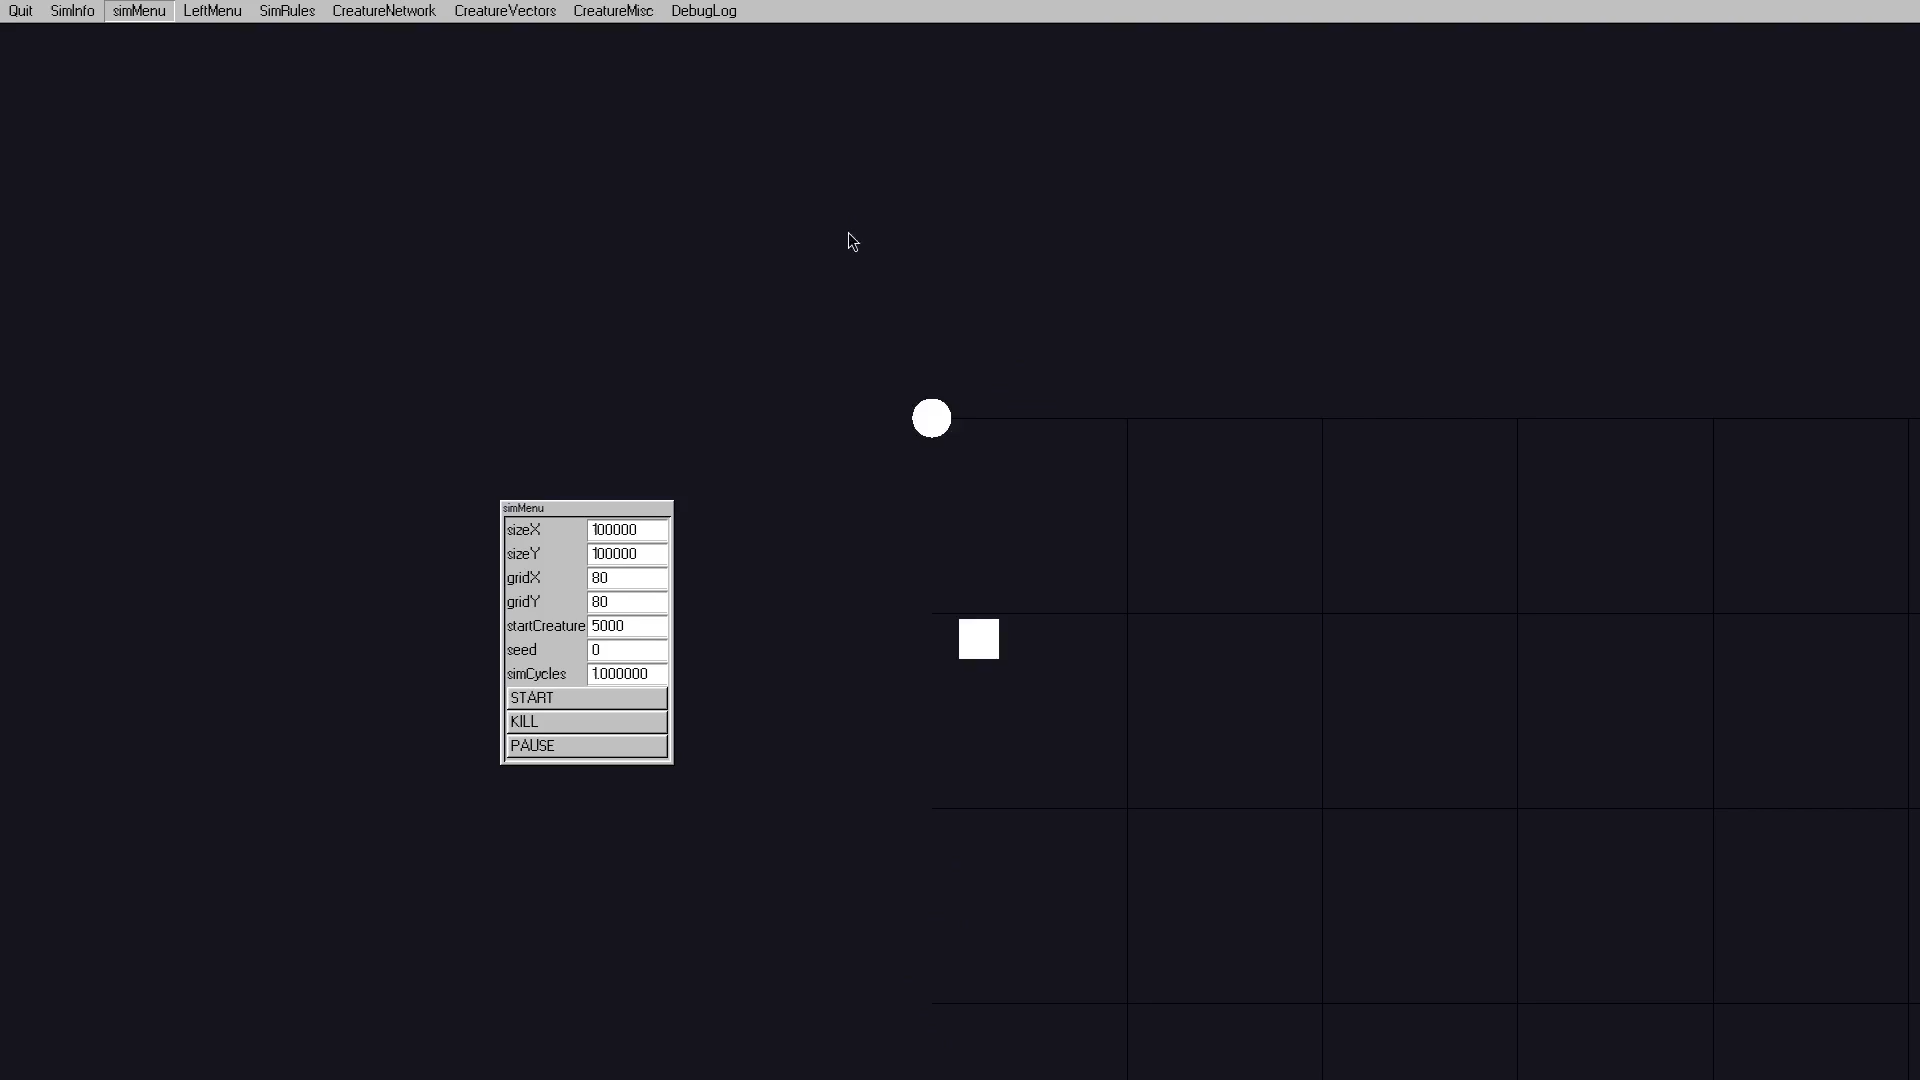 Quit SimInfo simMenu LeftMenu SimRules CreatureNetwork CreatureVectors CreatureMisc DebugLog
simMenu
sizeX 100000
sizeY 100000
gridX 80
gridY 80
startCreature 5000
seed 0
simCycles 1.000000
START
KILL
PAUSE